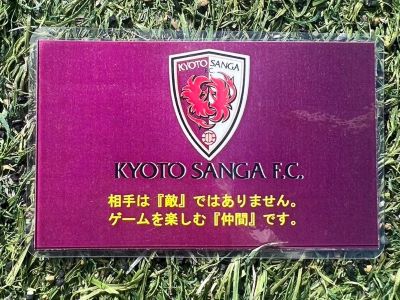 KYOTO SANGA
KYOTO SANGA F.C.
相手は『敵』ではありません。
ゲームを楽しむ『仲間』です。